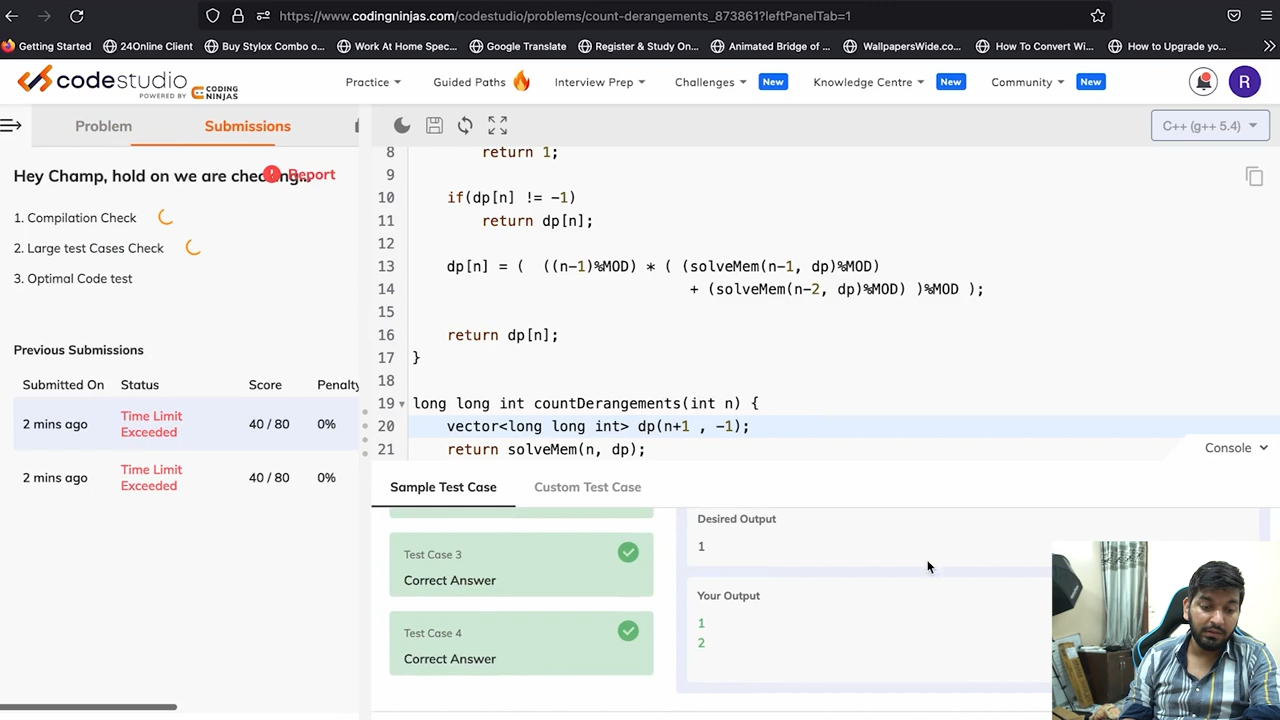 https://www.codingninjas.com/codestudio/problems/count-derangements_873861?leftPanelTab=1
Getting Started
24Online Client
Buy Stylox Combo o...
Work At Home Spec...
Google Translate
Register & Study On...
Animated Bridge of ...
WallpapersWide.co...
How To Convert Wi...
How to Upgrade yo...
codestudio
POWERED BY CODING NINJAS
Practice
Guided Paths
Interview Prep
Challenges New
Knowledge Centre New
Community New
R
Problem
Submissions
C++ (g++ 5.4)
Hey Champ, hold on we are checking...
Report
1. Compilation Check
2. Large test Cases Check
3. Optimal Code test
Previous Submissions
Submitted On Status Score Penalty
2 mins ago Time Limit Exceeded 40 / 80 0%
2 mins ago Time Limit Exceeded 40 / 80 0%
8 return 1;
9
10 if(dp[n] != -1)
11 return dp[n];
12
13 dp[n] = ( ((n-1)%MOD) * ( (solveMem(n-1, dp)%MOD)
14 + (solveMem(n-2, dp)%MOD) )%MOD );
15
16 return dp[n];
17 }
18
19 long long int countDerangements(int n) {
20 vector<long long int> dp(n+1 , -1);
21 return solveMem(n, dp);
Console
Sample Test Case
Custom Test Case
Test Case 3
Correct Answer
Test Case 4
Correct Answer
Desired Output
1
Your Output
1
2